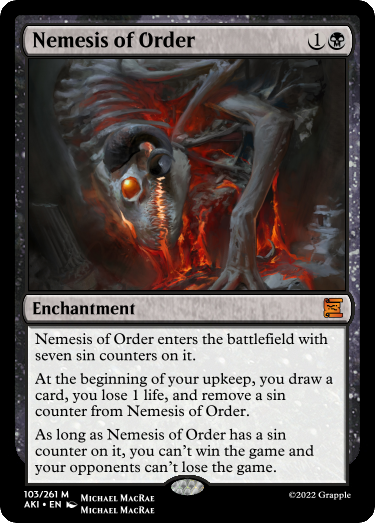 Nemesis of Order 1
Enchantment
Nemesis of Order enters the battlefield with
seven sin counters on it.
At the beginning of your upkeep, you draw a
card, you lose 1 life, and remove a sin
counter from Nemesis of Order.
As long as Nemesis of Order has a sin
counter on it, you can't win the game and
your opponents can't lose the game.
103/261 M
AKI • EN Michael MacRae
Michael MacRae
©2022 Grapple